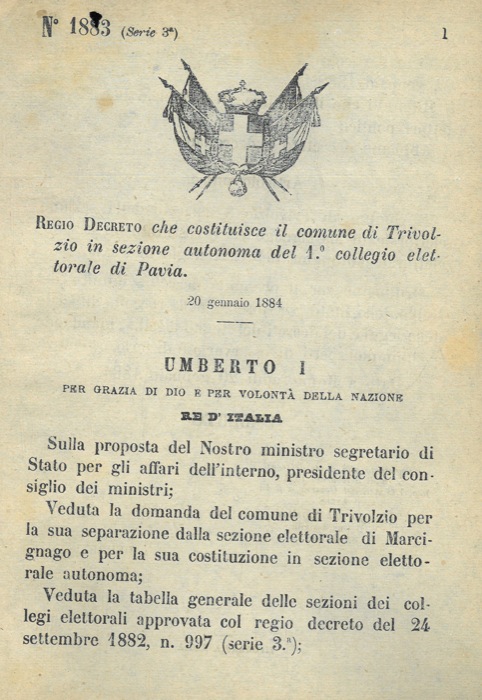 N° 1883 (Serie 3ª) 1
REGIO DECRETO che costituisce il comune di Trivol-
zio in sezione autonoma del 1.° collegio elet-
torale di Pavia.
20 gennaio 1884
UMBERTO I
PER GRAZIA DI DIO E PER VOLONTÀ DELLA NAZIONE
RE D' ITALIA
Sulla proposta del Nostro ministro segretario di
Stato per gli affari dell'interno, presidente del con-
siglio dei ministri;
Veduta la domanda del comune di Trivolzio per
la sua separazione dalla sezione elettorale di Marci-
gnago e per la sua costituzione in sezione eletto-
rale autonoma;
Veduta la tabella generale delle sezioni dei col-
legi elettorali approvata col regio decreto del 24
settembre 1882, n. 997 (serie 3.ª);